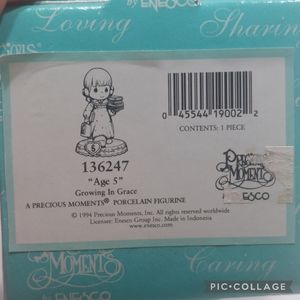 by ENESCO
Loving
Sharin
cious
0 45544 19002 2
CONTENTS: 1 PIECE
5
136247
"Age 5"
Growing In Grace
A PRECIOUS MOMENTS® PORCELAIN FIGURINE
© 1994 Precious Moments, Inc. All rights reserved worldwide
Licensee: Enesco Group Inc. Made in Indonesia
www.enesco.com
PRECIOUS
MOMENTS
ENESCO
MOMENTS
Caring
by ENESCO
PIC•COLLAGE